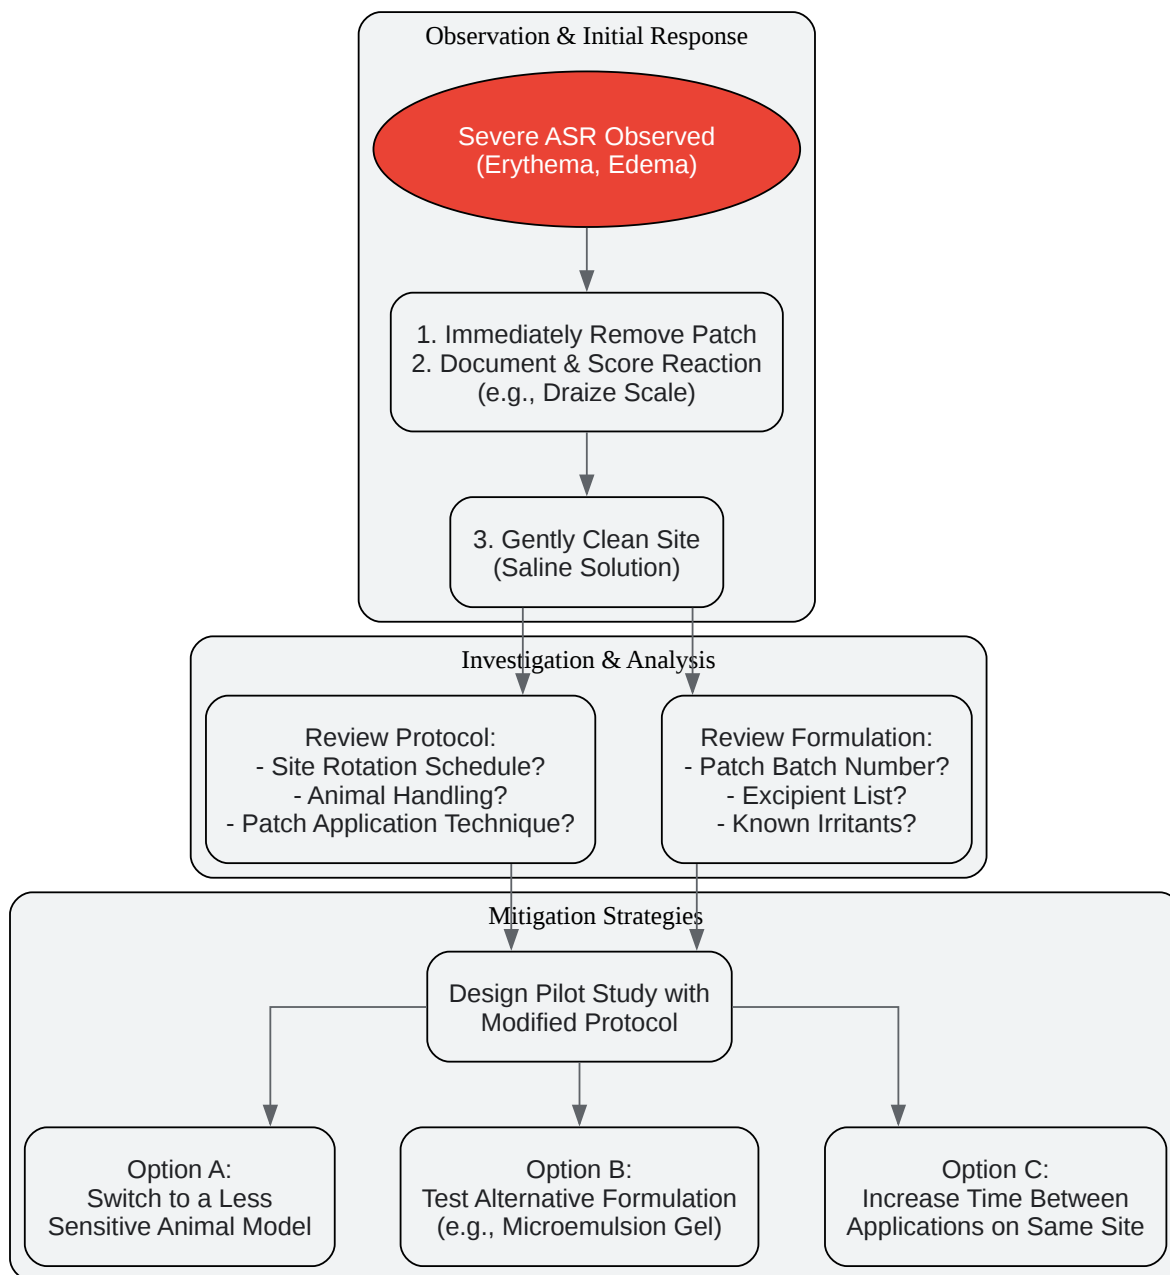 Observation & Initial Response
Severe ASR Observed
(Erythema, Edema)
1. Immediately Remove Patch
2. Document & Score Reaction
(e.g., Draize Scale)
3. Gently Clean Site
(Saline Solution)
Investigation & Analysis
Review Protocol:
- Site Rotation Schedule?
- Animal Handling?
- Patch Application Technique?
Review Formulation:
- Patch Batch Number?
- Excipient List?
- Known Irritants?
Mitigation Strategies
Design Pilot Study with
Modified Protocol
Option A:
Switch to a Less
Sensitive Animal Model
Option B:
Test Alternative Formulation
(e.g., Microemulsion Gel)
Option C:
Increase Time Between
Applications on Same Site